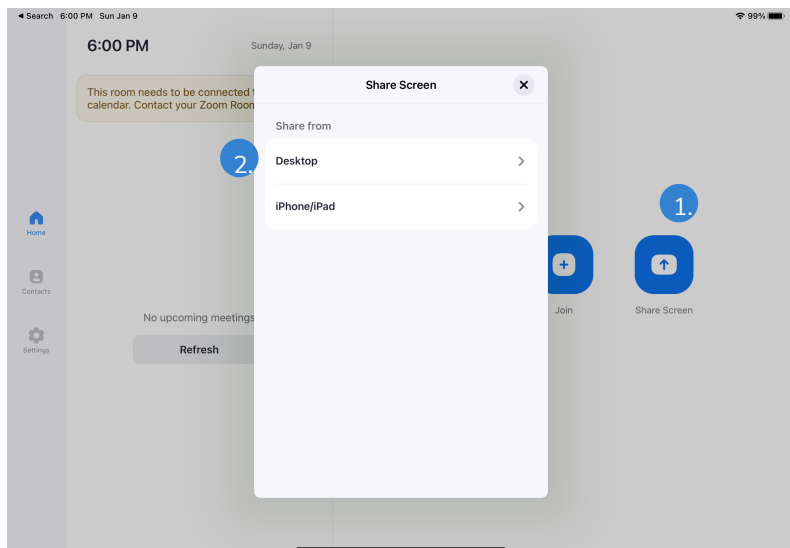 Search 6:00 PM Sun Jan 9
99%
6:00 PM
Sunday, Jan 9
This room needs to be connected
calendar. Contact your Zoom Room
Share Screen
Share from
Desktop
iPhone/iPad
2.
1.
Home
Contacts
Settings
No upcoming meetings
Refresh
Join
Share Screen